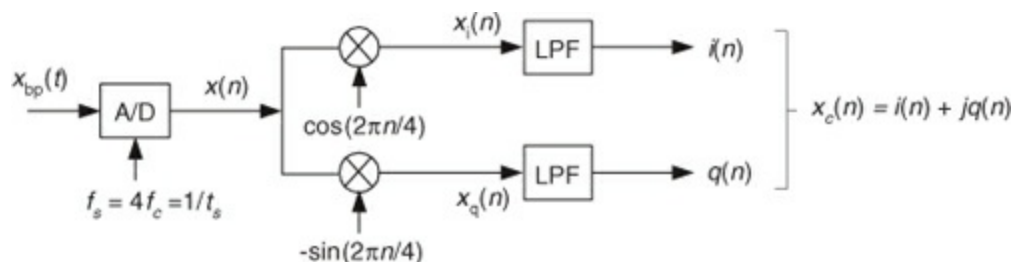 x_i(n)
LPF
i(n)
x_bp(t)
A/D
x(n)
cos(2πn/4)
x_c(n) = i(n) + jq(n)
f_s = 4f_c = 1/t_s
x_q(n)
LPF
q(n)
-sin(2πn/4)